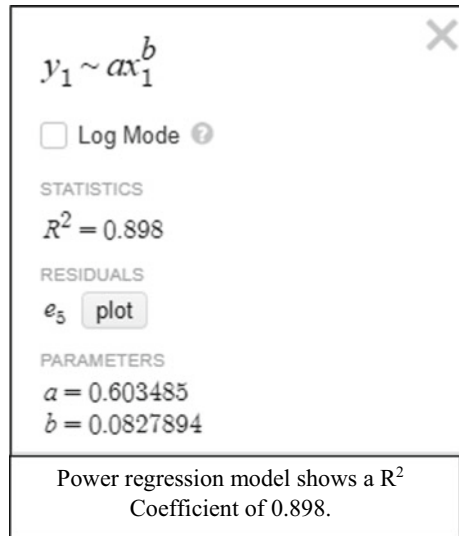 y₁ ~ ax₁ᵇ
Log Mode ?
STATISTICS
R² = 0.898
RESIDUALS
e₅ plot
PARAMETERS
a = 0.603485
b = 0.0827894
Power regression model shows a R²
Coefficient of 0.898.